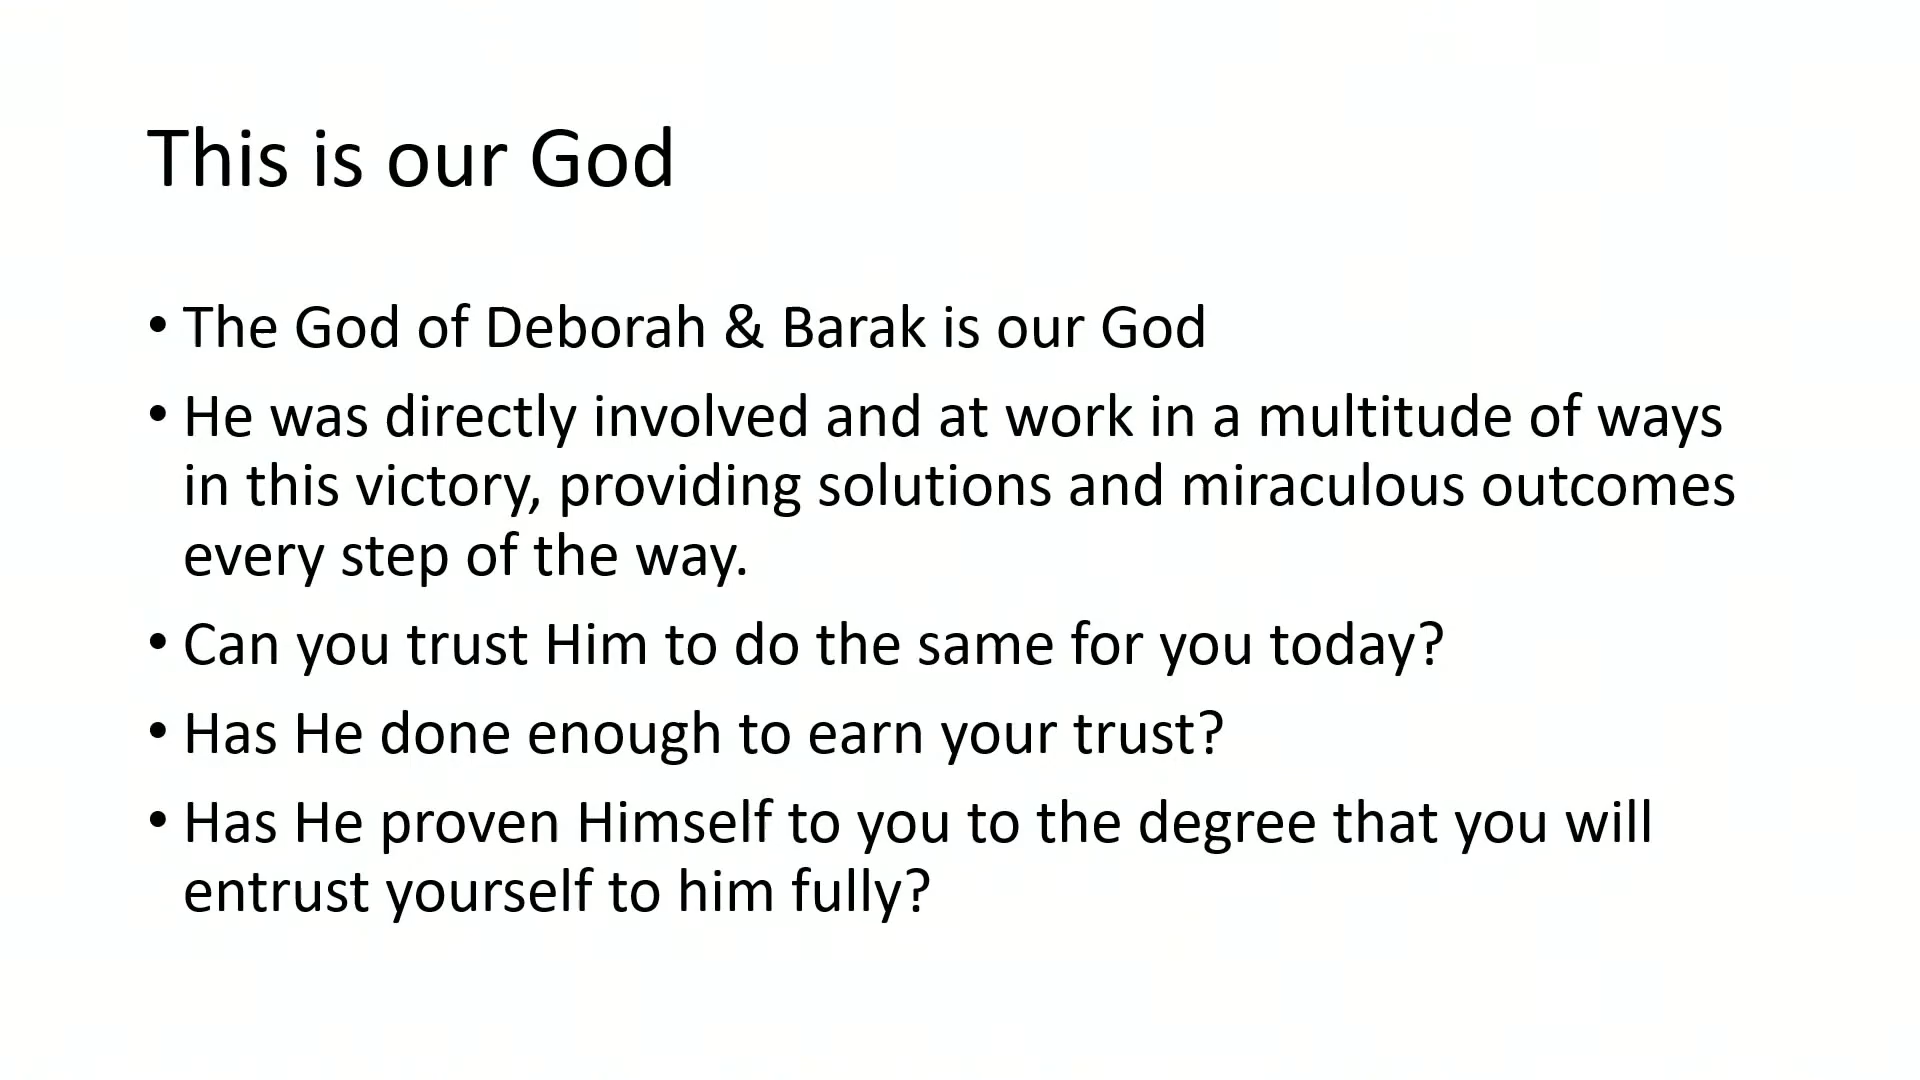 This is our God
• The God of Deborah & Barak is our God
• He was directly involved and at work in a multitude of ways
in this victory, providing solutions and miraculous outcomes
every step of the way.
• Can you trust Him to do the same for you today?
• Has He done enough to earn your trust?
• Has He proven Himself to you to the degree that you will
entrust yourself to him fully?